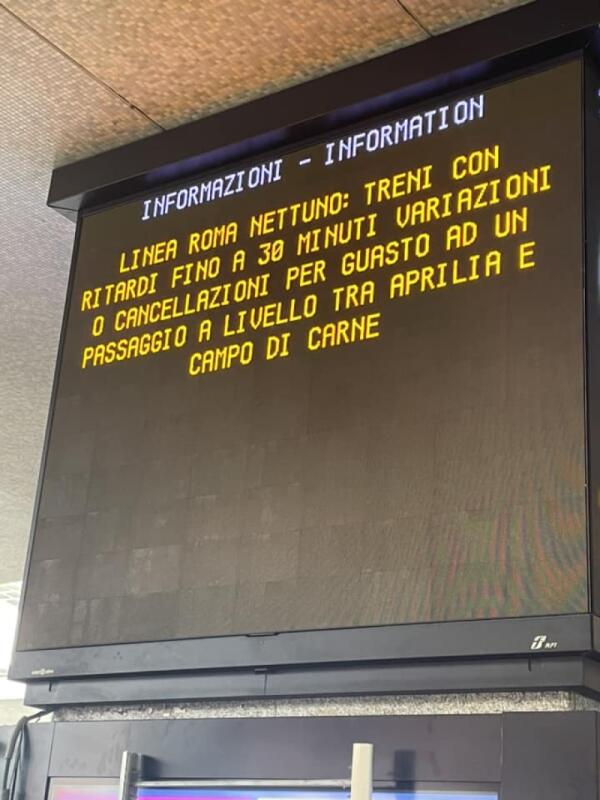 INFORMAZIONI - INFORMATION
LINEA ROMA NETTUNO: TRENI CON
RITARDI FINO A 30 MINUTI VARIAZIONI
O CANCELLAZIONI PER GUASTO AD UN
PASSAGGIO A LIVELLO TRA APRILIA E
CAMPO DI CARNE
RFI